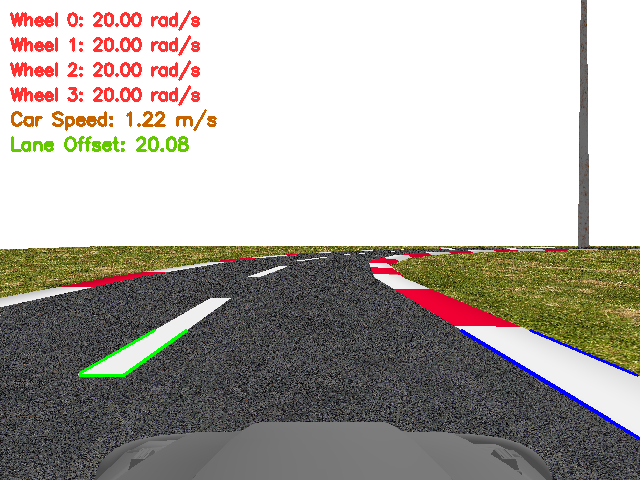 Wheel 0: 20.00 rad/s
Wheel 1: 20.00 rad/s
Wheel 2: 20.00 rad/s
Wheel 3: 20.00 rad/s
Car Speed: 1.22 m/s
Lane Offset: 20.08